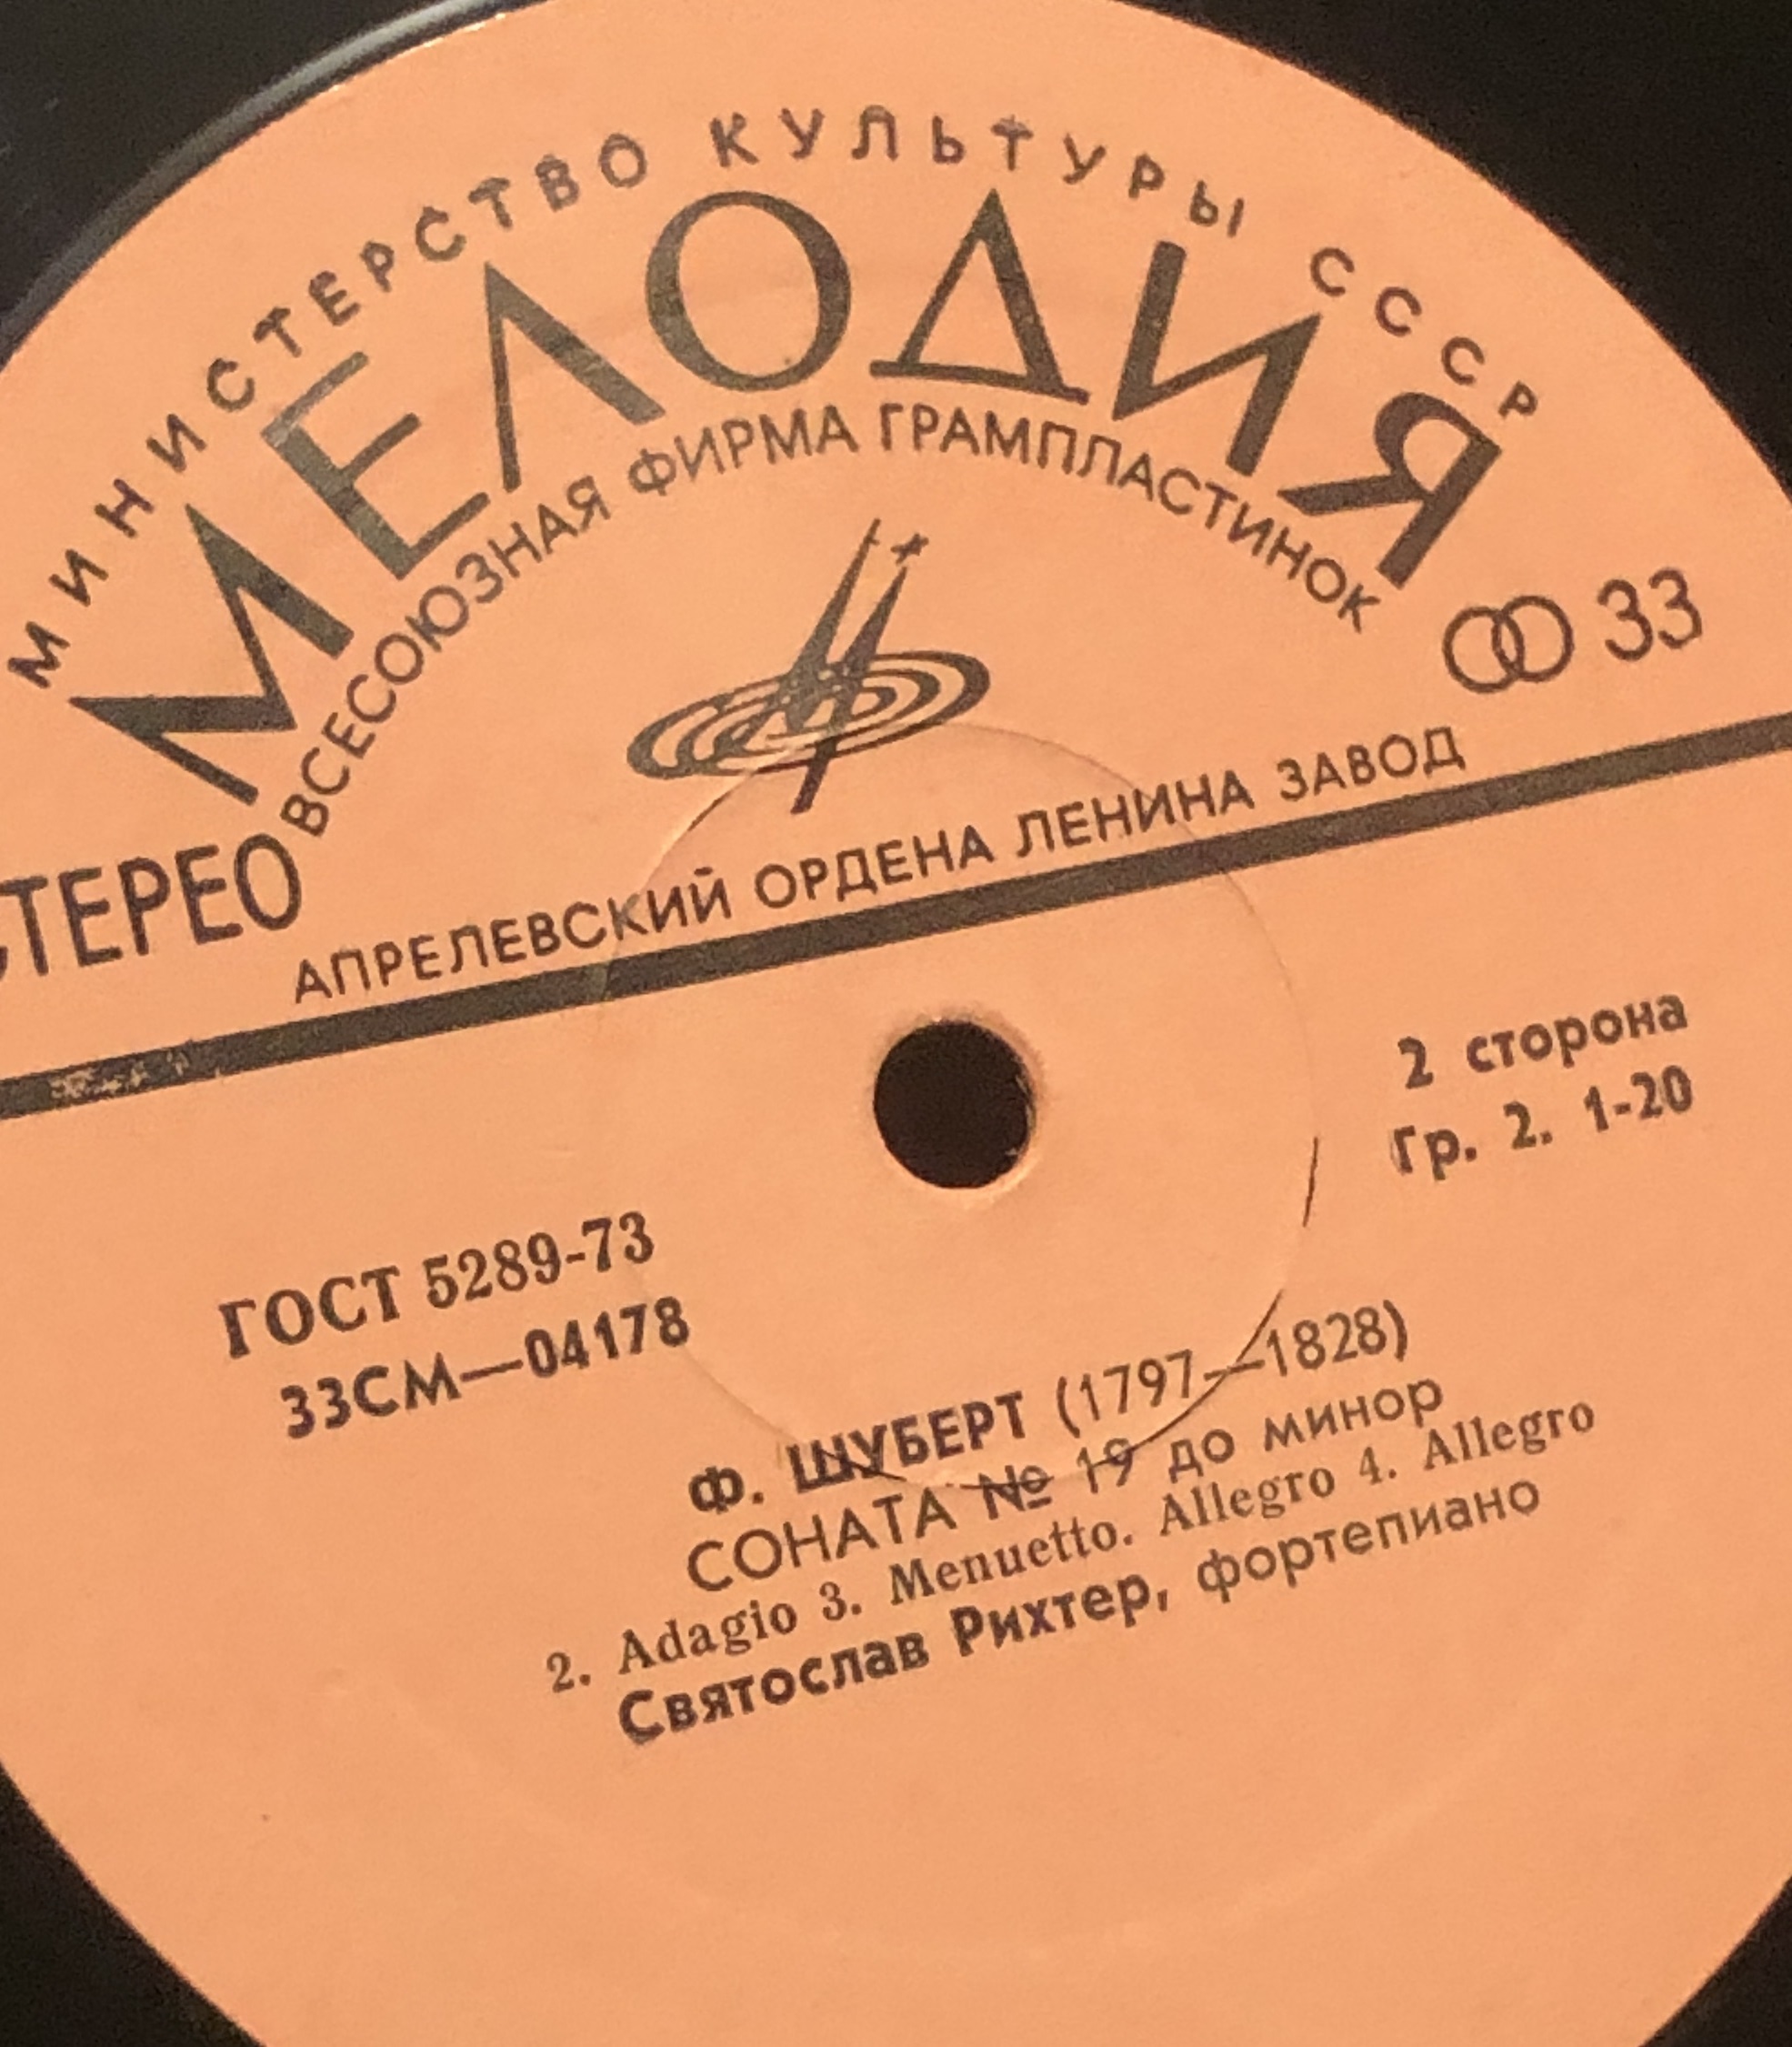 МИНИСТЕРСТВО КУЛЬТУРЫ СССР
МЕЛОДИЯ
ВСЕСОЮЗНАЯ ФИРМА ГРАМПЛАСТИНОК
33
СТЕРЕО
АПРЕЛЕВСКИЙ ОРДЕНА ЛЕНИНА ЗАВОД
2 сторона
Гр. 2. 1-20
ГОСТ 5289-73
33СМ—04178
Ф. ШУБЕРТ (1797—1828)
СОНАТА № 19 до минор
2. Adagio 3. Menuetto. Allegro 4. Allegro
Святослав Рихтер, фортепиано